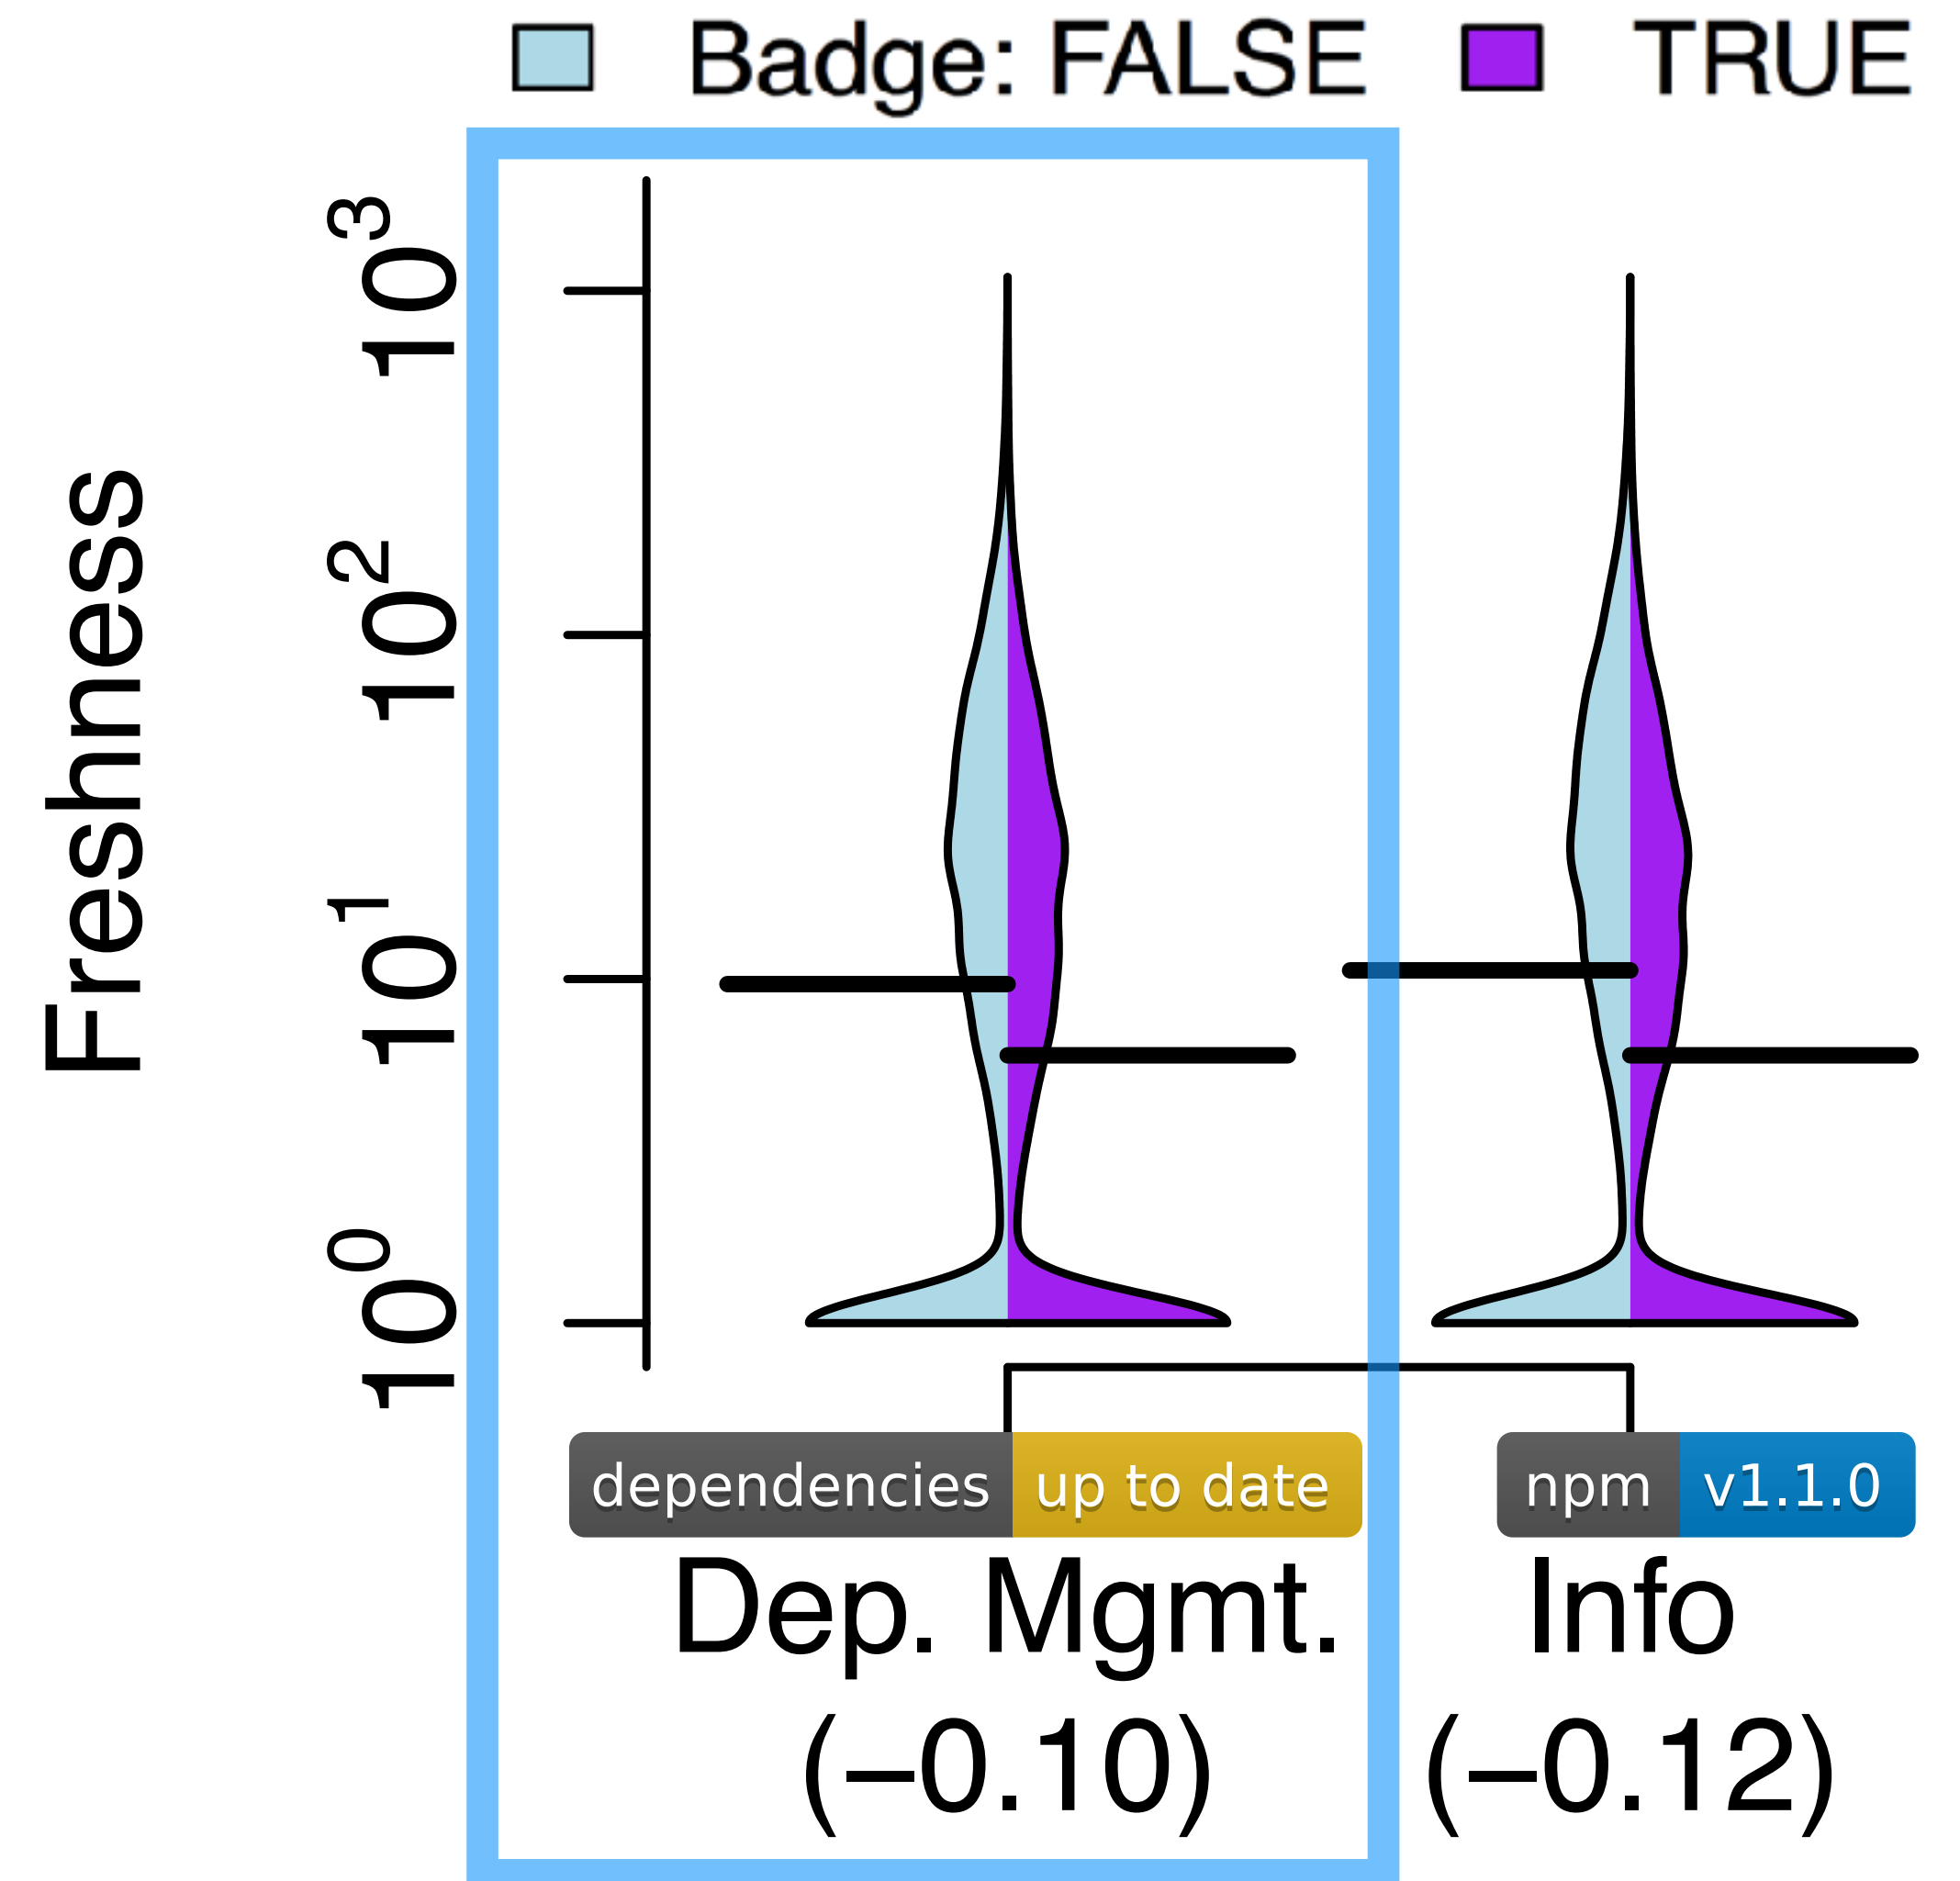 Badge: FALSE TRUE
Freshness
10^3
10^2
10^1
10^0
dependencies up to date
npm v1.1.0
Dep. Mgmt. Info
(−0.10) (−0.12)